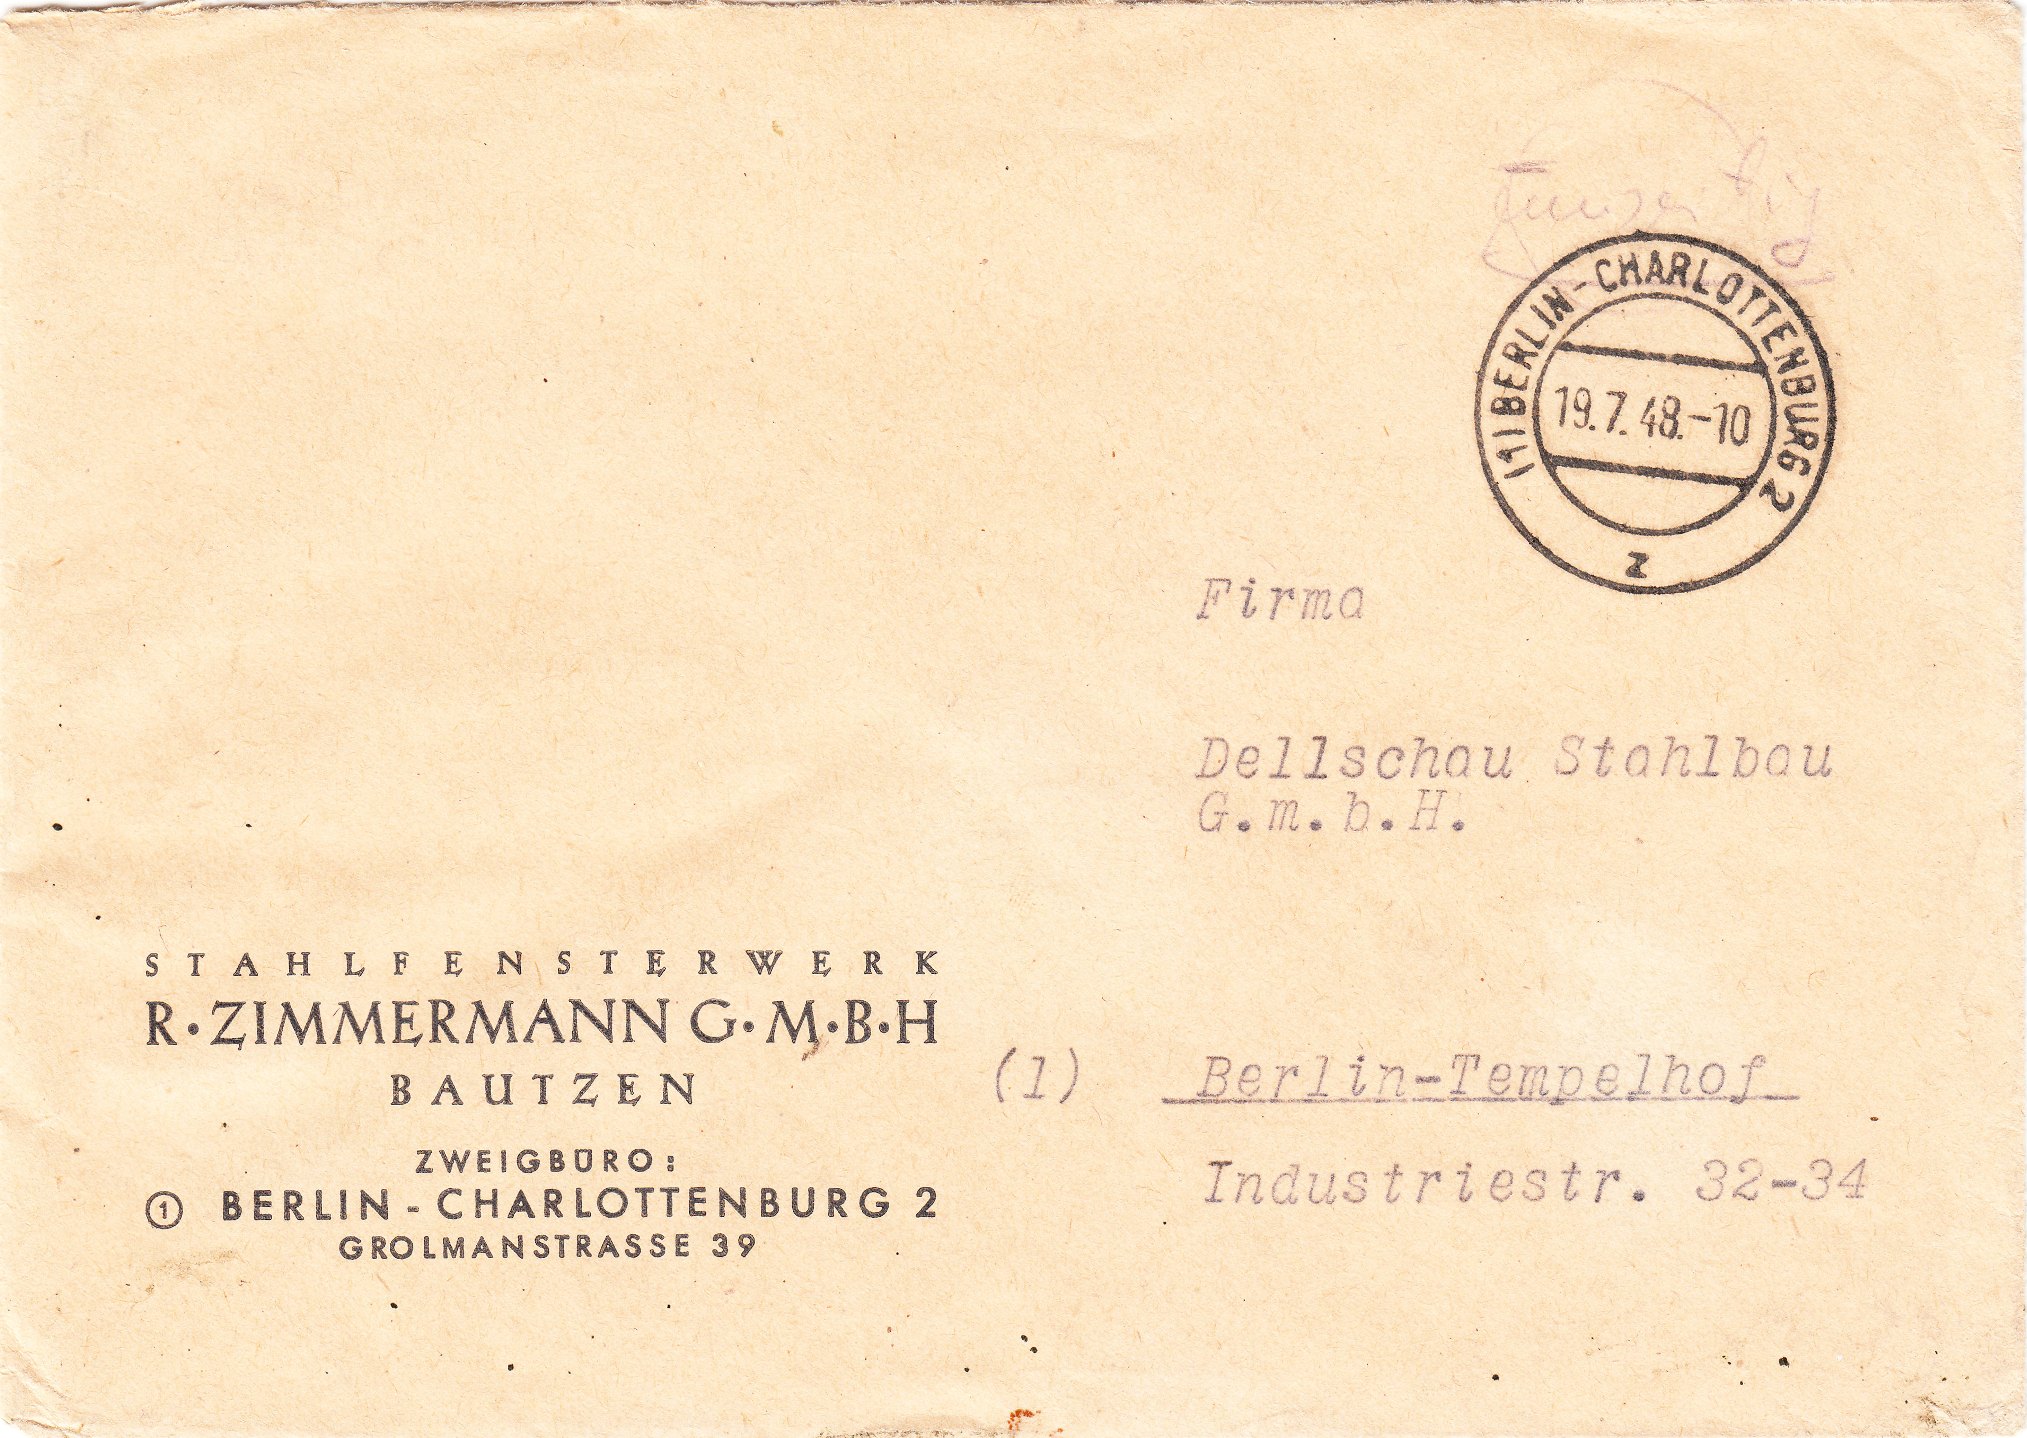 (1 BERLIN-CHARLOTTENBURG 2
19.7.48.-10
z
Firma
Dellschau Stahlbau
G.m.b.H.
(1) Berlin-Tempelhof
Industriestr. 32-34
STAHLFENSTERWERK
R·ZIMMERMANN G·M·B·H
BAUTZEN
ZWEIGBÜRO:
① BERLIN-CHARLOTTENBURG 2
GROLMANSTRASSE 39